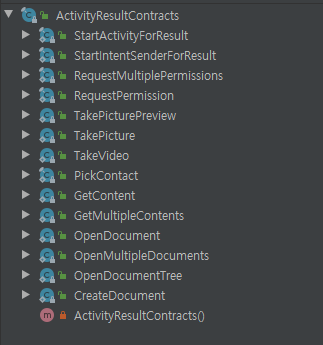 ActivityResultContracts
StartActivityForResult
StartIntentSenderForResult
RequestMultiplePermissions
RequestPermission
TakePicturePreview
TakePicture
TakeVideo
PickContact
GetContent
GetMultipleContents
OpenDocument
OpenMultipleDocuments
OpenDocumentTree
CreateDocument
ActivityResultContracts()